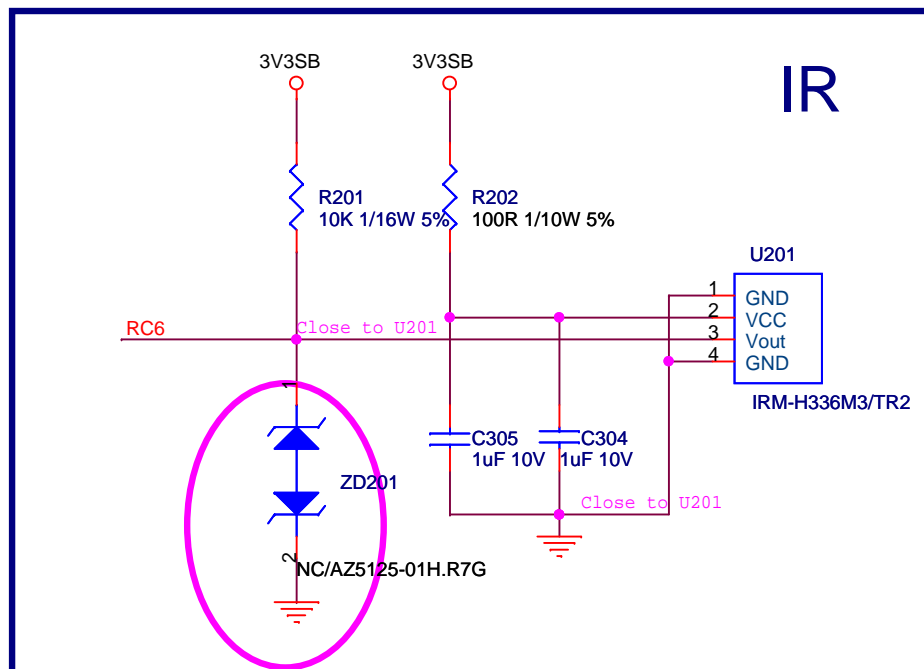 IR
3V3SB
3V3SB
R201
10K 1/16W 5%
R202
100R 1/10W 5%
U201
1
GND
2
VCC
3
Vout
4
GND
IRM-H336M3/TR2
RC6
Close to U201
1
ZD201
2
NC/AZ5125-01H.R7G
C305
1uF 10V
C304
1uF 10V
Close to U201